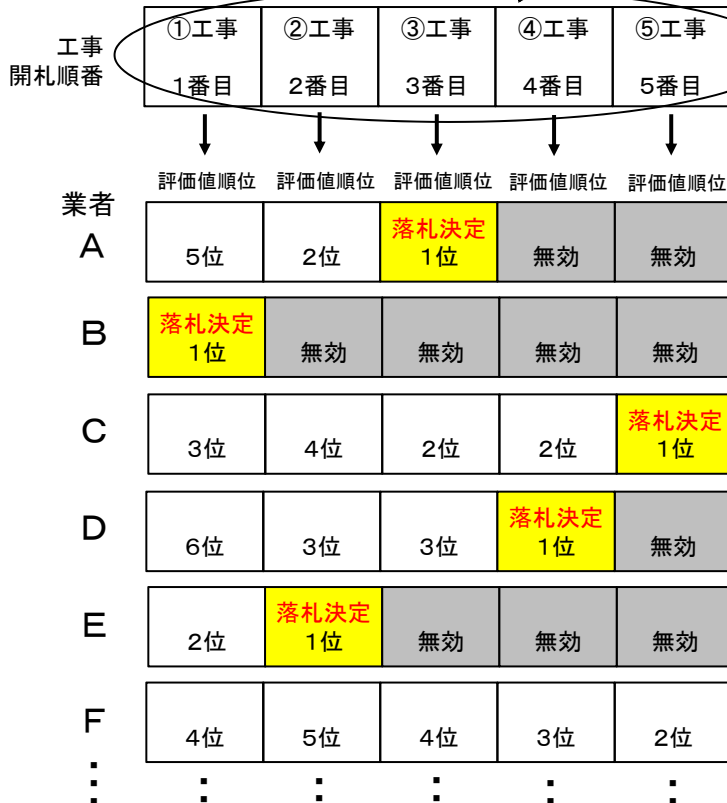 工事
開札順番
①工事 ②工事 ③工事 ④工事 ⑤工事
1番目 2番目 3番目 4番目 5番目
評価値順位 評価値順位 評価値順位 評価値順位 評価値順位
業者
A 5位 2位 落札決定 1位 無効 無効
B 落札決定 1位 無効 無効 無効 無効
C 3位 4位 2位 2位 落札決定 1位
D 6位 3位 3位 落札決定 1位 無効
E 2位 落札決定 1位 無効 無効 無効
F 4位 5位 4位 3位 2位
⋮ ⋮ ⋮ ⋮ ⋮ ⋮